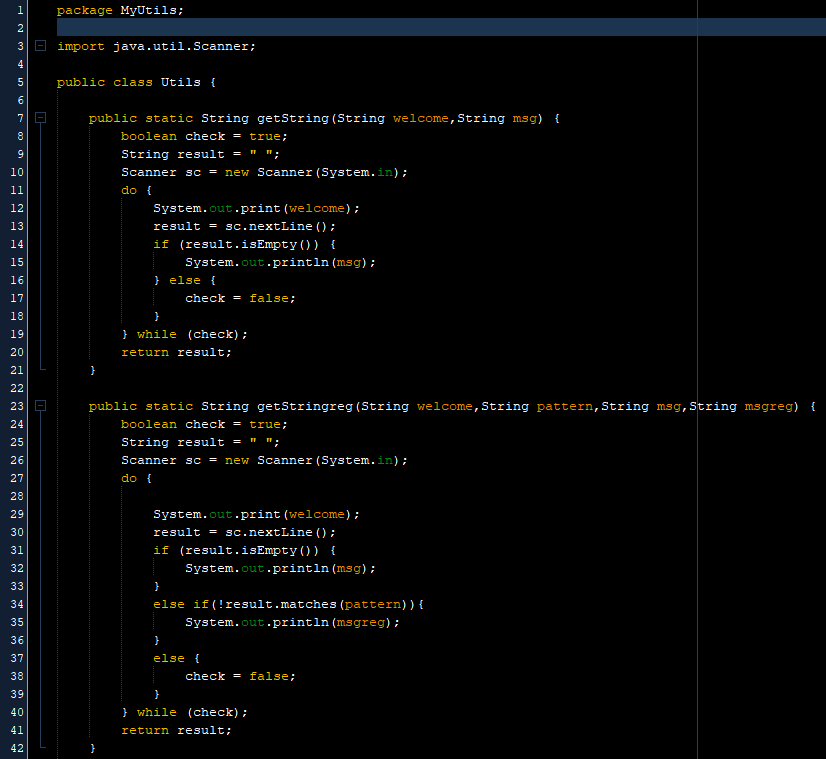 1 package MyUtils;
2
3 import java.util.Scanner;
4
5 public class Utils {
6
7 public static String getString(String welcome,String msg) {
8 boolean check = true;
9 String result = " ";
10 Scanner sc = new Scanner(System.in);
11 do {
12 System.out.print(welcome);
13 result = sc.nextLine();
14 if (result.isEmpty()) {
15 System.out.println(msg);
16 } else {
17 check = false;
18 }
19 } while (check);
20 return result;
21 }
22
23 public static String getStringreg(String welcome,String pattern,String msg,String msgreg) {
24 boolean check = true;
25 String result = " ";
26 Scanner sc = new Scanner(System.in);
27 do {
28
29 System.out.print(welcome);
30 result = sc.nextLine();
31 if (result.isEmpty()) {
32 System.out.println(msg);
33 }
34 else if(!result.matches(pattern)){
35 System.out.println(msgreg);
36 }
37 else {
38 check = false;
39 }
40 } while (check);
41 return result;
42 }